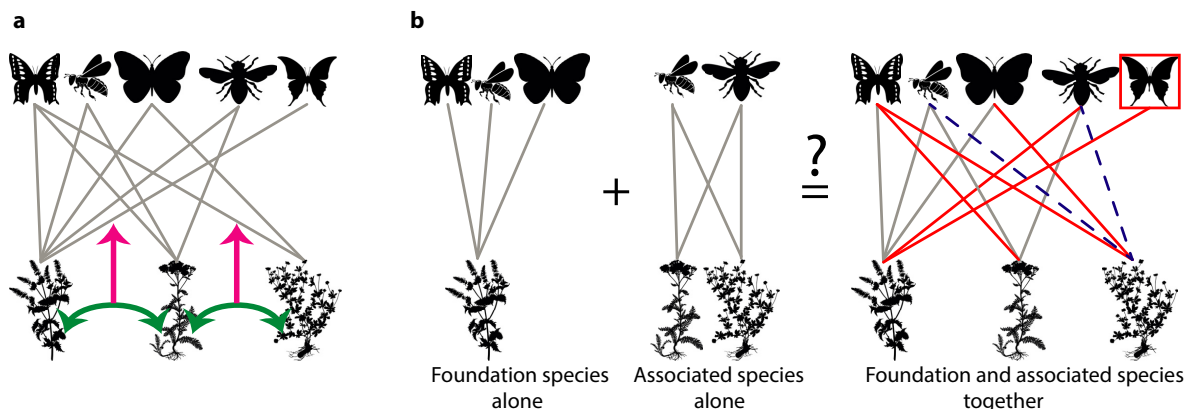 a
b
+
?
=
Foundation species
alone
Associated species
alone
Foundation and associated species
together